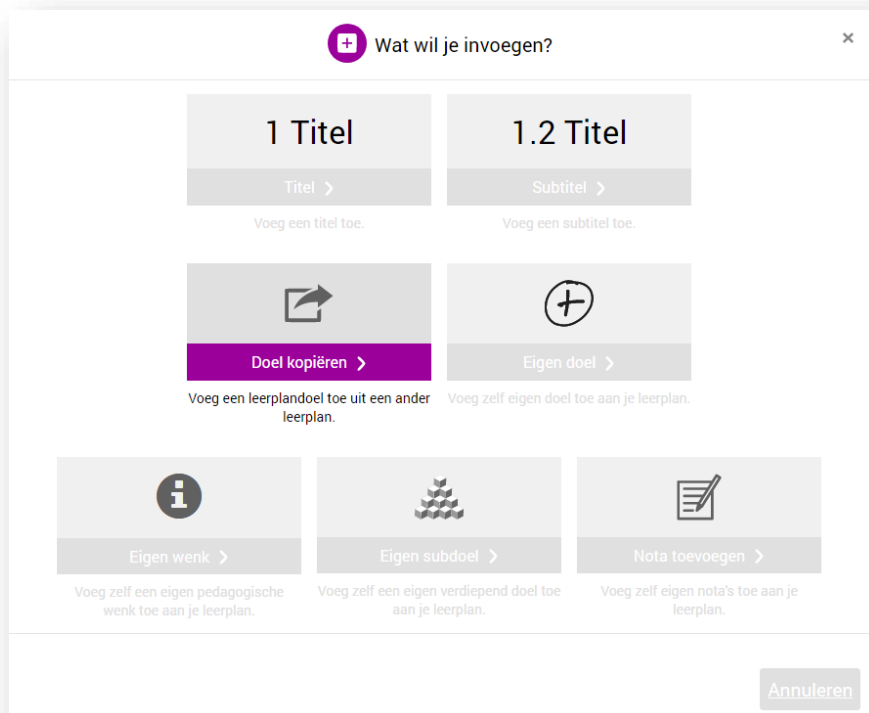 Wat wil je invoegen?
×
1 Titel
1.2 Titel
Titel
Subtitel
Voeg een titel toe.
Voeg een subtitel toe.
Doel kopiëren
Eigen doel
Voeg een leerplandoel toe uit een ander
leerplan.
Voeg zelf eigen doel toe aan je leerplan.
Eigen wenk
Eigen subdoel
Nota toevoegen
Voeg zelf een eigen pedagogische
wenk toe aan je leerplan.
Voeg zelf een eigen verdiepend doel toe
aan je leerplan.
Voeg zelf eigen nota's toe aan je
leerplan.
Annuleren